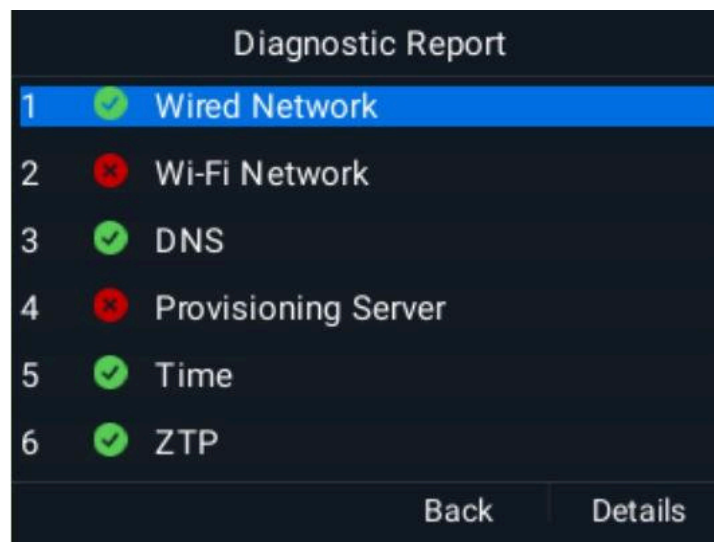 Diagnostic Report
1 Wired Network
2 Wi-Fi Network
3 DNS
4 Provisioning Server
5 Time
6 ZTP
Back Details